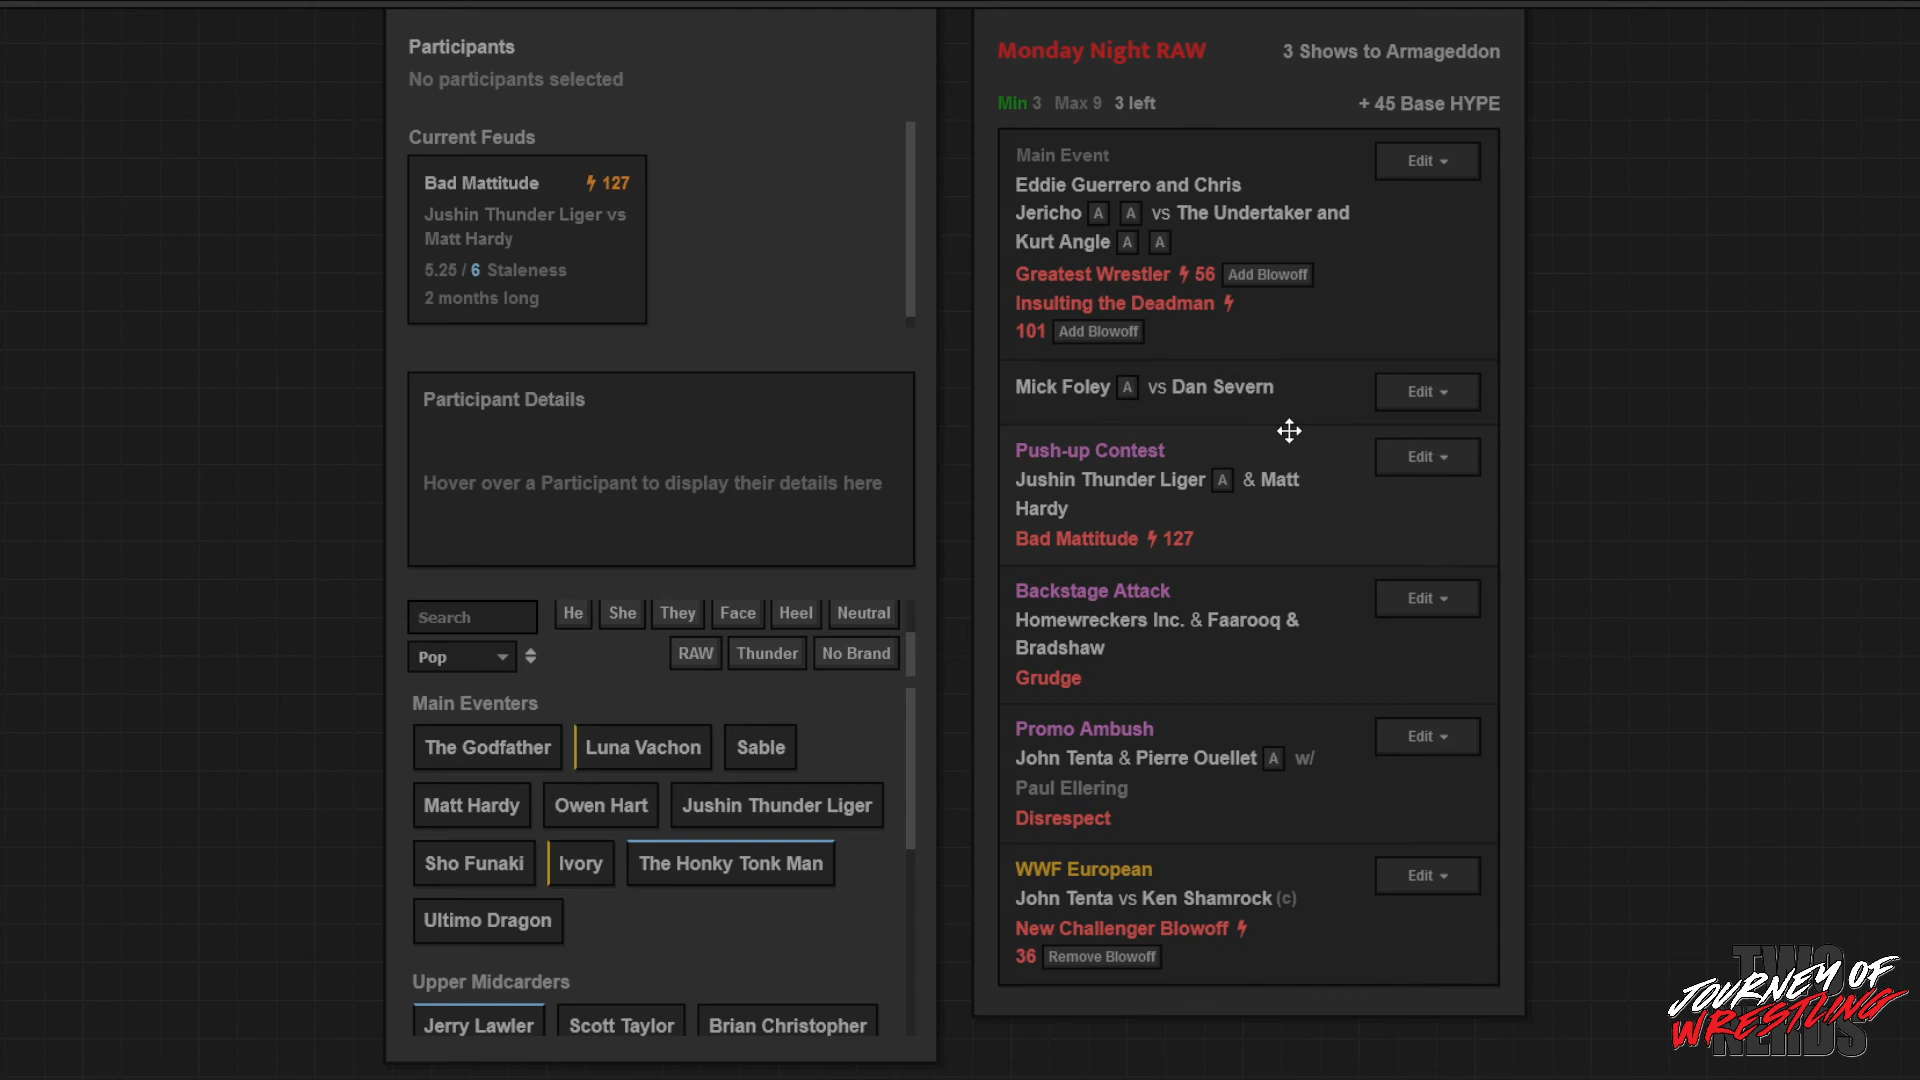 Participants
No participants selected
Current Feuds
Bad Mattitude 127
Jushin Thunder Liger vs
Matt Hardy
5.25 / 6 Staleness
2 months long
Participant Details
Hover over a Participant to display their details here
Search He She They Face Heel Neutral
Pop RAW Thunder No Brand
Main Eventers
The Godfather Luna Vachon Sable
Matt Hardy Owen Hart Jushin Thunder Liger
Sho Funaki Ivory The Honky Tonk Man
Ultimo Dragon
Upper Midcarders
Jerry Lawler Scott Taylor Brian Christopher
Monday Night RAW 3 Shows to Armageddon
Min 3 Max 9 3 left + 45 Base HYPE
Main Event Edit
Eddie Guerrero and Chris
Jericho A A vs The Undertaker and
Kurt Angle A A
Greatest Wrestler 56 Add Blowoff
Insulting the Deadman
101 Add Blowoff
Mick Foley A vs Dan Severn Edit
Push-up Contest Edit
Jushin Thunder Liger A & Matt
Hardy
Bad Mattitude 127
Backstage Attack Edit
Homewreckers Inc. & Faarooq &
Bradshaw
Grudge
Promo Ambush Edit
John Tenta & Pierre Ouellet A w/
Paul Ellering
Disrespect
WWF European Edit
John Tenta vs Ken Shamrock (c)
New Challenger Blowoff
36 Remove Blowoff
TWO
JOURNEY OF
WRESTLING
NERDS